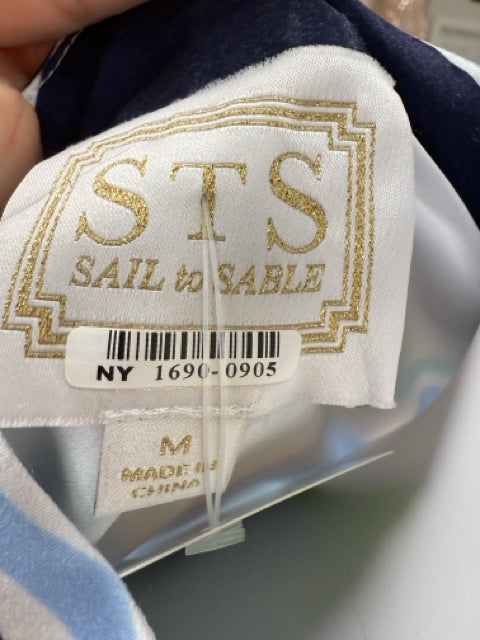 STS
SAIL to SABLE
NY 1690-0905
M
MADE IN
CHINA